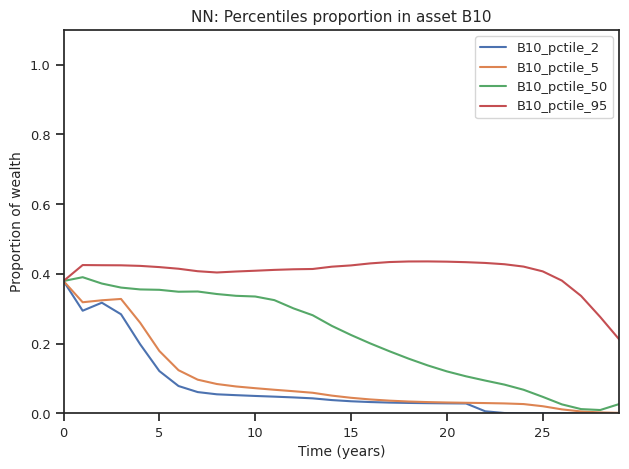 NN: Percentiles proportion in asset B10
B10_pctile_2
B10_pctile_5
B10_pctile_50
B10_pctile_95
Proportion of wealth
1.0
0.8
0.6
0.4
0.2
0.0
0 5 10 15 20 25
Time (years)